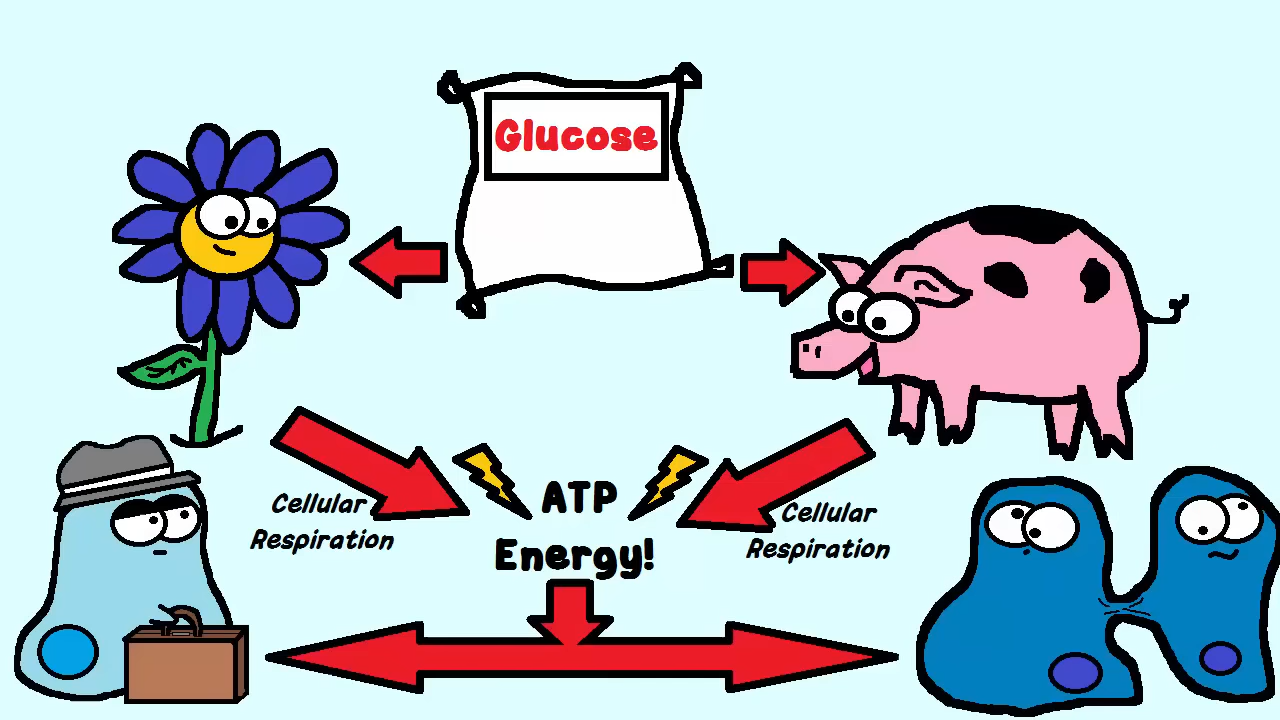 Glucose
Cellular
Respiration
ATP
Energy!
Cellular
Respiration